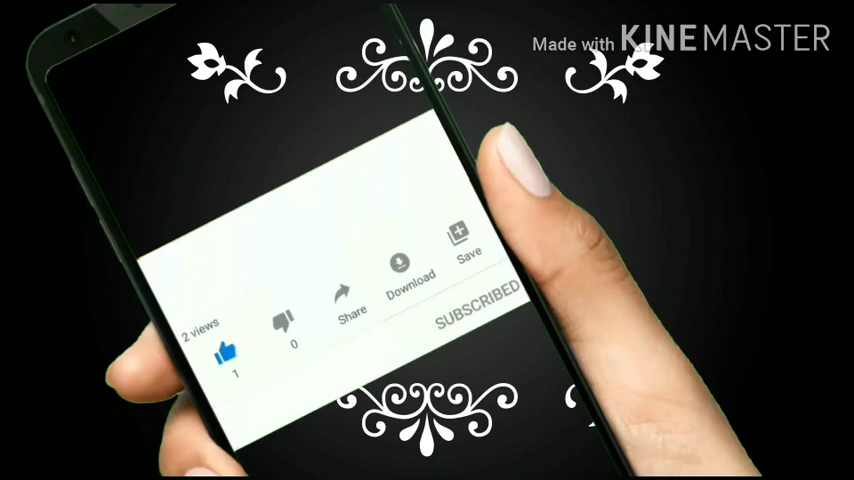 Made with KINEMASTER
2 views
1
0
Share
Download
Save
SUBSCRIBED